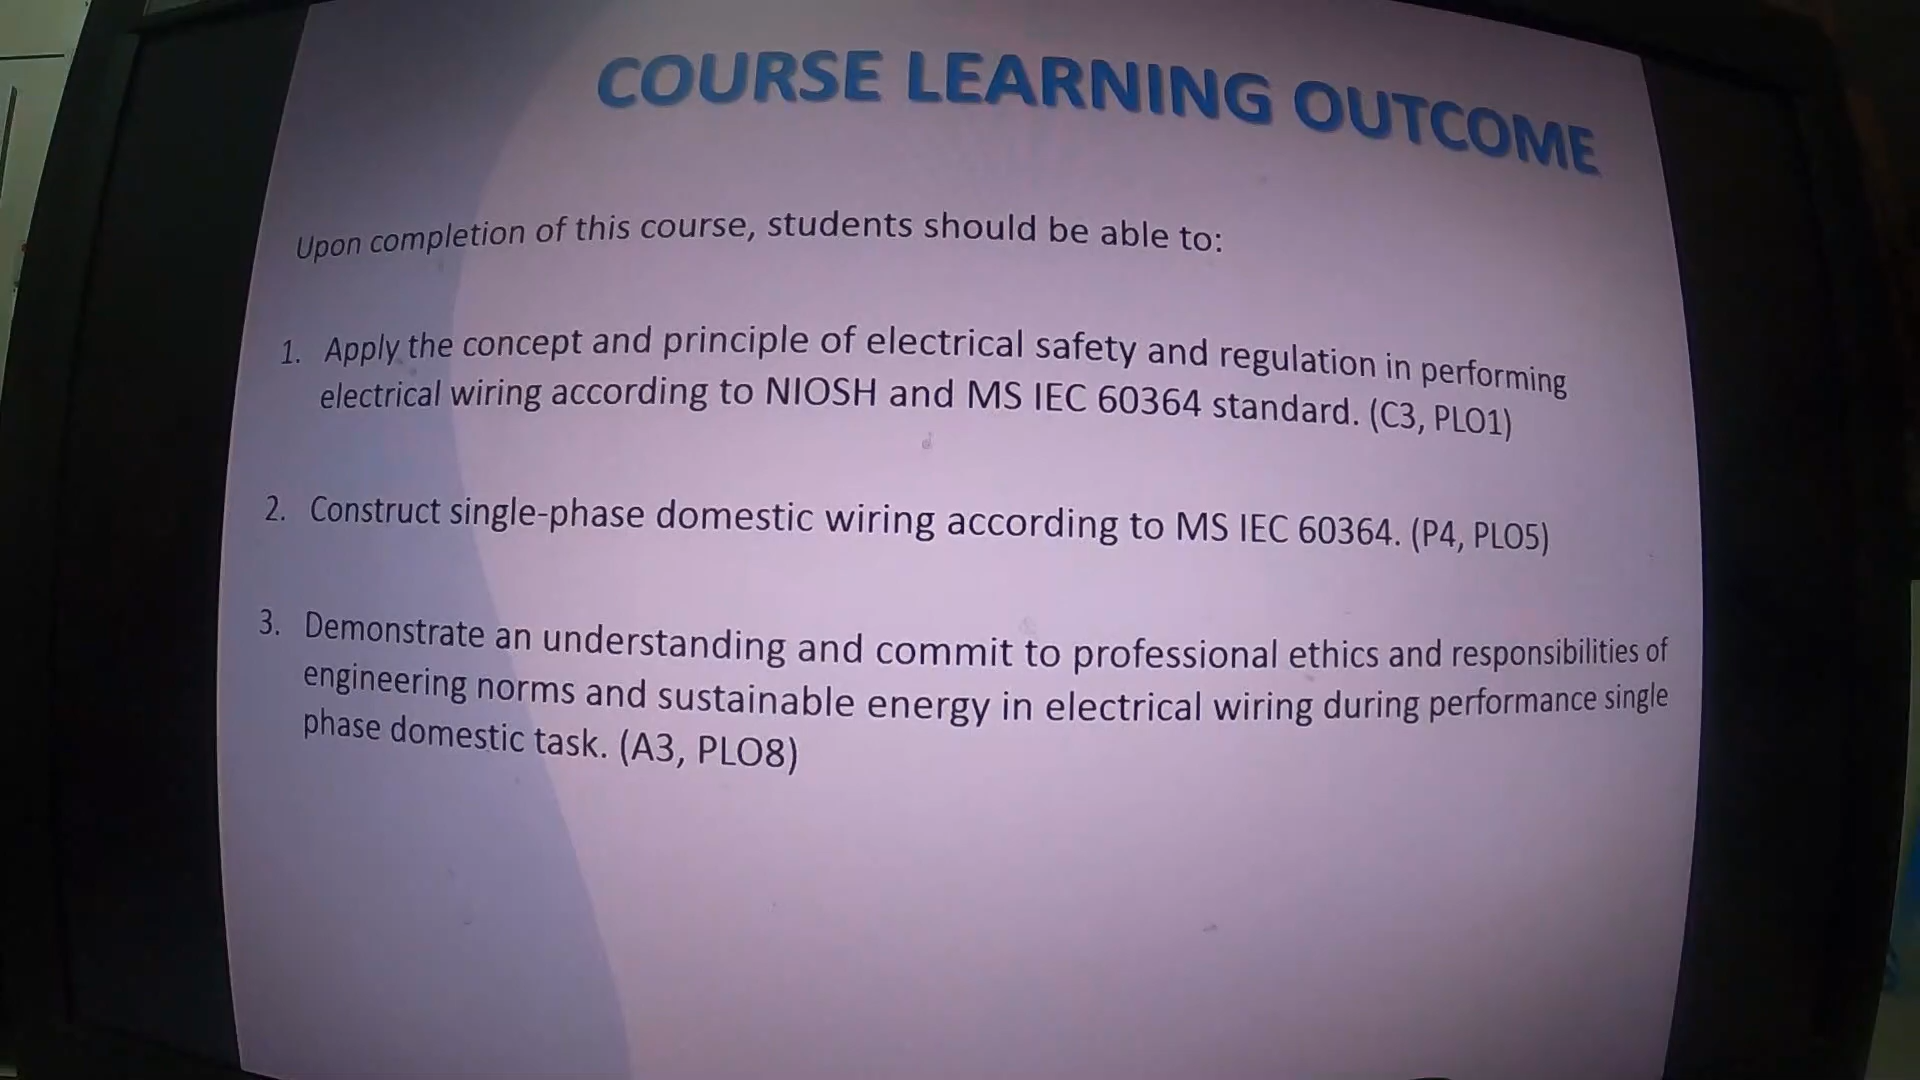 COURSE LEARNING OUTCOME
Upon completion of this course, students should be able to:
1. Apply the concept and principle of electrical safety and regulation in performing
electrical wiring according to NIOSH and MS IEC 60364 standard. (C3, PLO1)
2. Construct single-phase domestic wiring according to MS IEC 60364. (P4, PLO5)
3. Demonstrate an understanding and commit to professional ethics and responsibilities of
engineering norms and sustainable energy in electrical wiring during performance single
phase domestic task. (A3, PLO8)